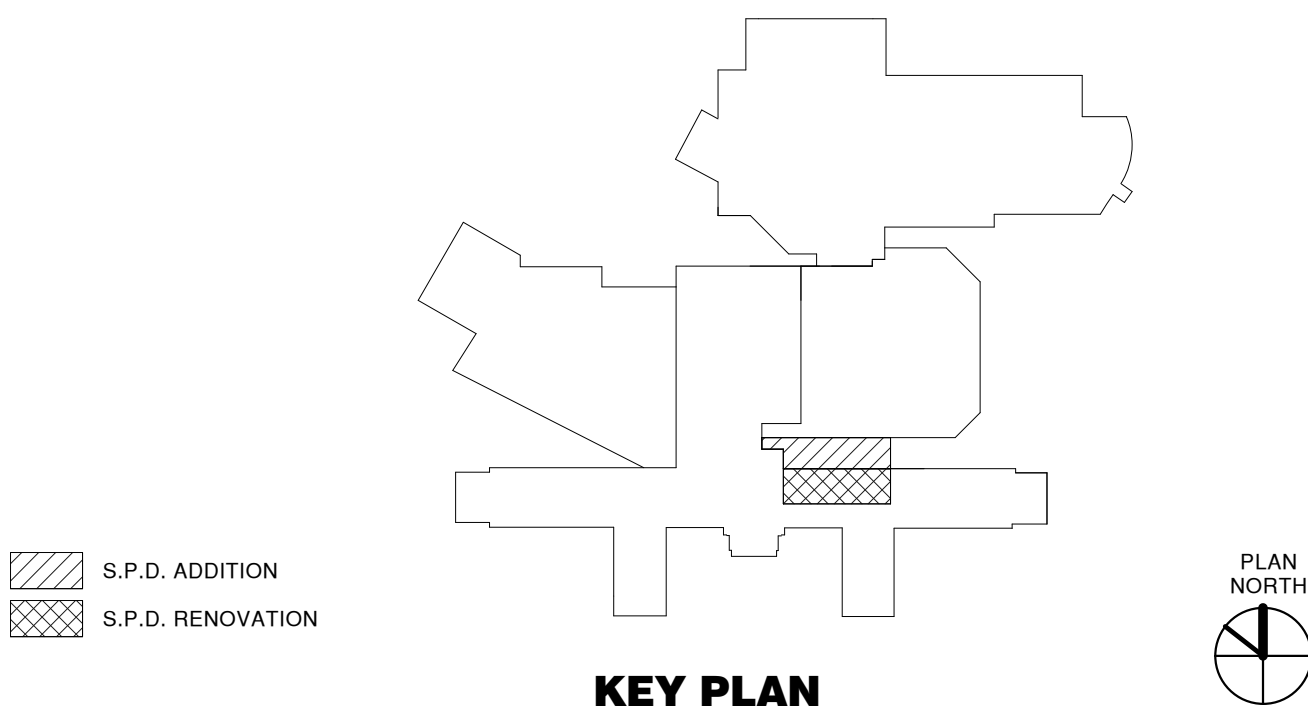 S.P.D. ADDITION
S.P.D. RENOVATION
KEY PLAN
PLAN
NORTH